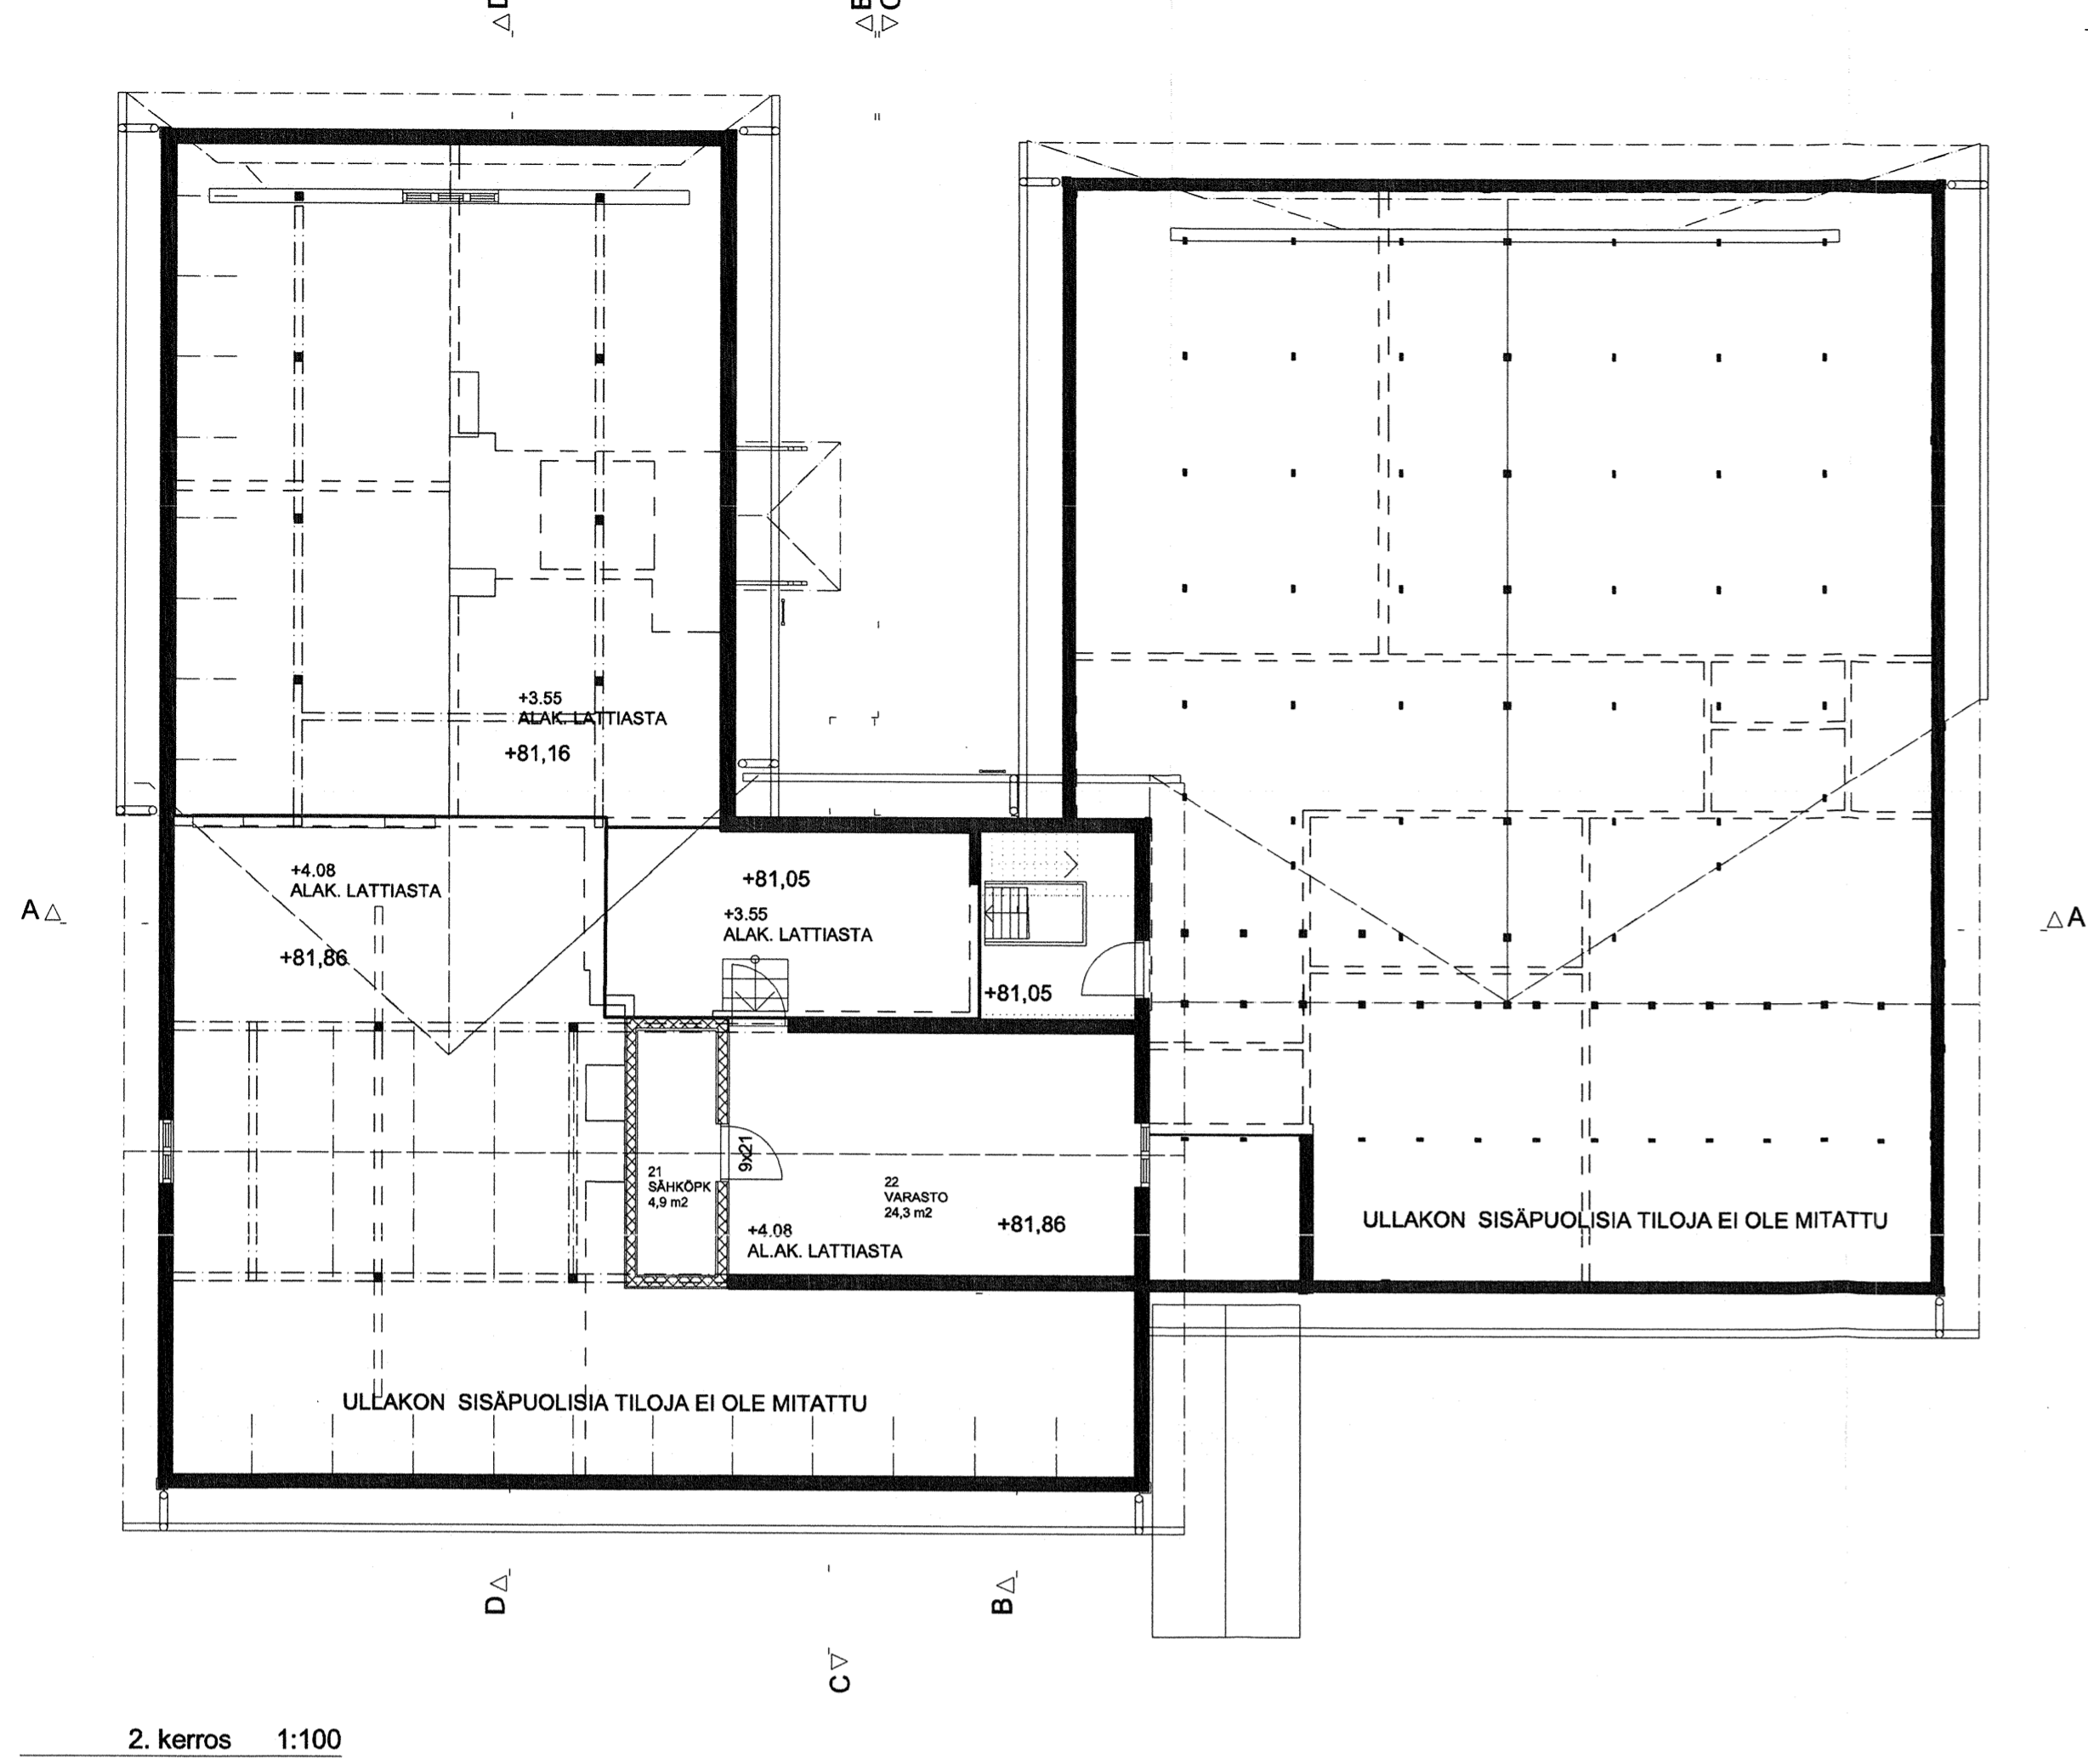 D
B
C
+3.55
ALAK. LATTIASTA
+81,16
+4.08
ALAK. LATTIASTA
+81,86
+81,05
+3.55
ALAK. LATTIASTA
+81,05
A
A
9x21
21
SÄHKÖPK
4,9 m2
22
VARASTO
24,3 m2
+81,86
+4.08
AL.AK. LATTIASTA
ULLAKON SISÄPUOLISIA TILOJA EI OLE MITATTU
ULLAKON SISÄPUOLISIA TILOJA EI OLE MITATTU
D
B
C
2. kerros 1:100